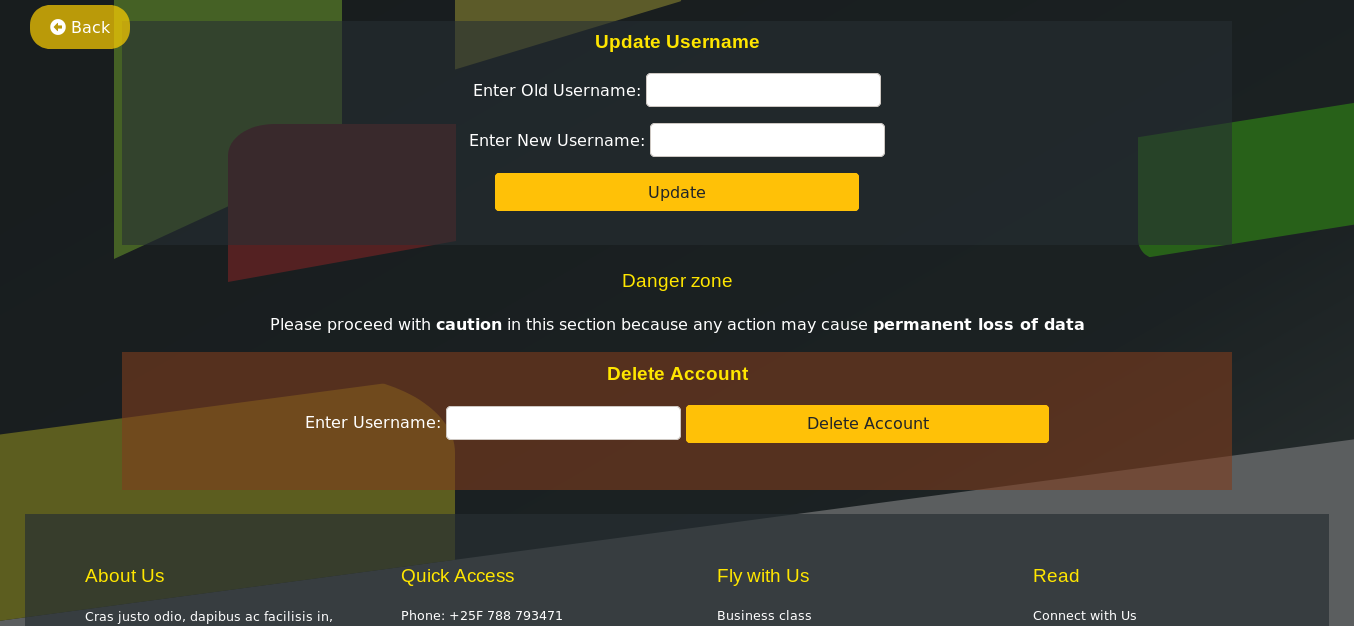 Back
Update Username
Enter Old Username:
Enter New Username:
Update
Danger zone
Please proceed with caution in this section because any action may cause permanent loss of data
Delete Account
Enter Username:
Delete Account
About Us
Quick Access
Fly with Us
Read
Cras justo odio, dapibus ac facilisis in,
Phone: +25F 788 793471
Business class
Connect with Us